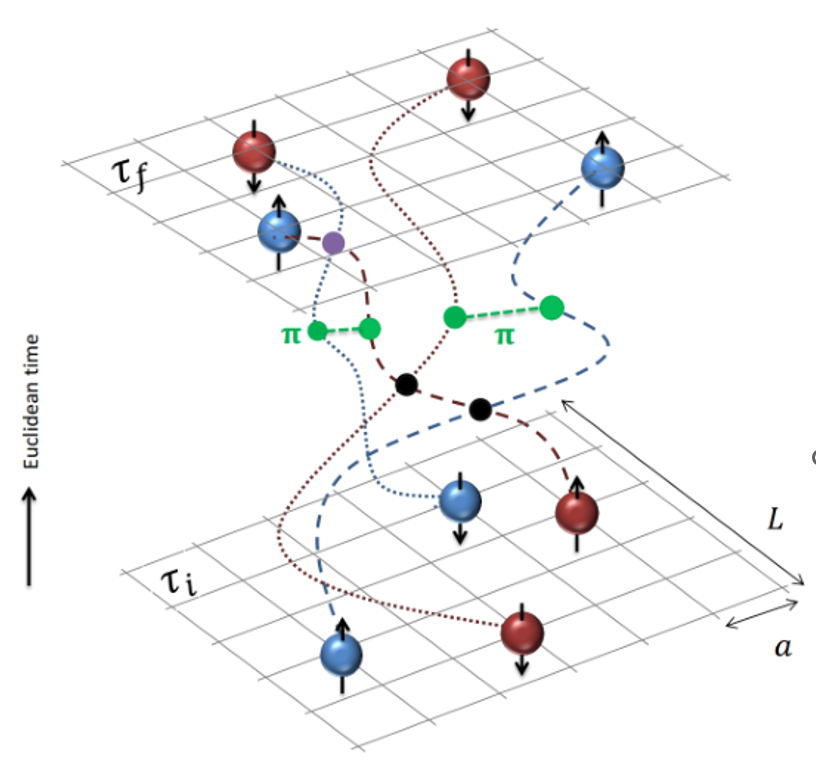 τf
π
π
Euclidean time
τi
L
a